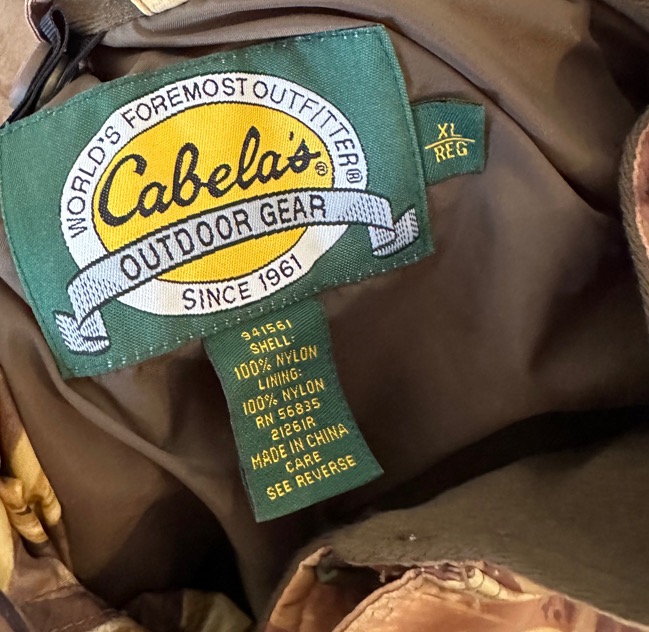 WORLD'S FOREMOST OUTFITTER®
Cabela's®
OUTDOOR GEAR
SINCE 1961
XL
REG
941561
SHELL:
100% NYLON
LINING:
100% NYLON
RN 56835
21261R
MADE IN CHINA
CARE
SEE REVERSE